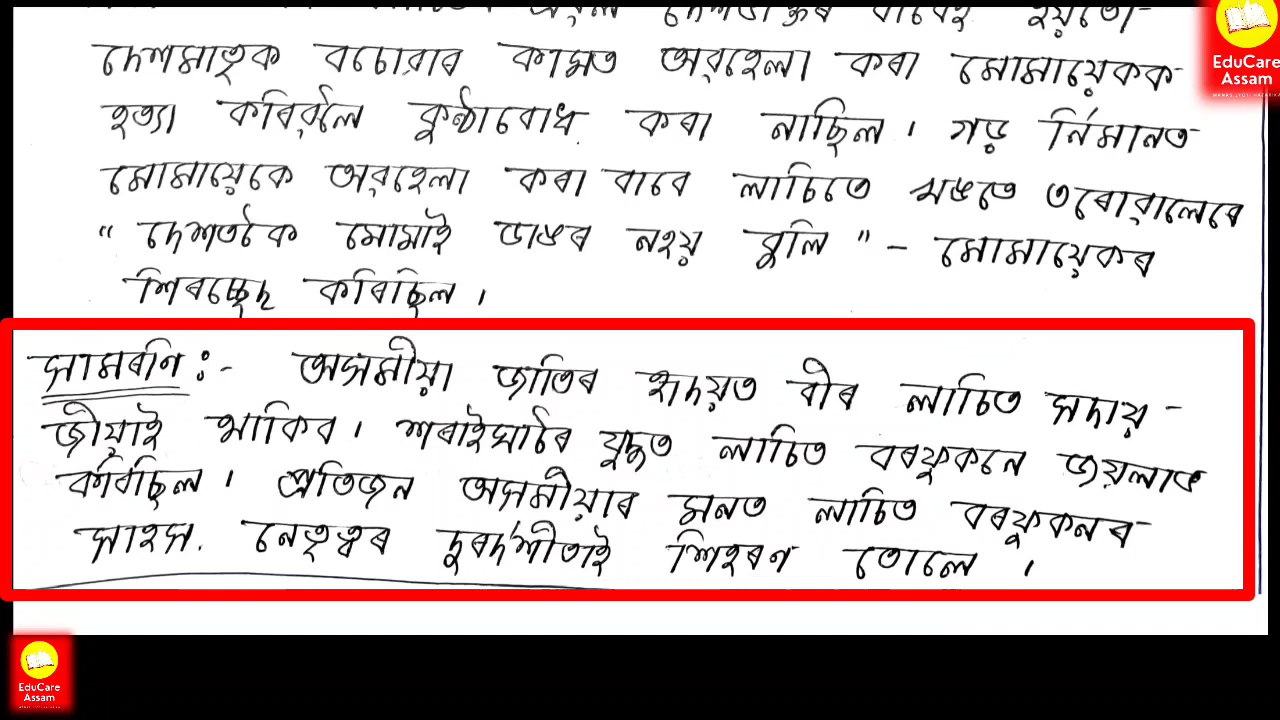 দেশমাতৃক বচোৱাৰ কামত অৱহেলা কৰা মোমায়েকক
হত্যা কৰিবলৈ কুণ্ঠাবোধ কৰা নাছিল। গড় নিৰ্মানত
মোমায়েকে অৱহেলা কৰা বাবে লাচিতে লগতে তৰোৱালেৰে
" দেশতকৈ মোমাই ডাঙৰ নহয় বুলি " – মোমায়েকৰ
শিৰচ্ছেদ কৰিছিল।
সামৰণি :- অসমীয়া জাতিৰ হৃদয়ত বীৰ লাচিত সদায়
জীয়াই থাকিব। শৰাইঘাটৰ যুদ্ধত লাচিত বৰফুকনে জয়লাভ
কৰিছিল। প্ৰতিজন অসমীয়াৰ মনত লাচিত বৰফুকনৰ
সাহস, নেতৃত্বৰ দুৰদৰ্শীতাই শিহৰণ তোলে।
EduCare
Assam
EduCare
Assam